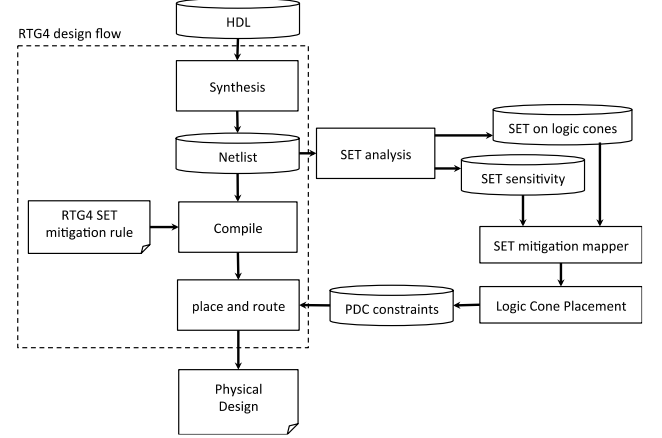 HDL
RTG4 design flow
Synthesis
Netlist
SET analysis
SET on logic cones
SET sensitivity
RTG4 SET
mitigation rule
Compile
SET mitigation mapper
place and route
PDC constraints
Logic Cone Placement
Physical
Design